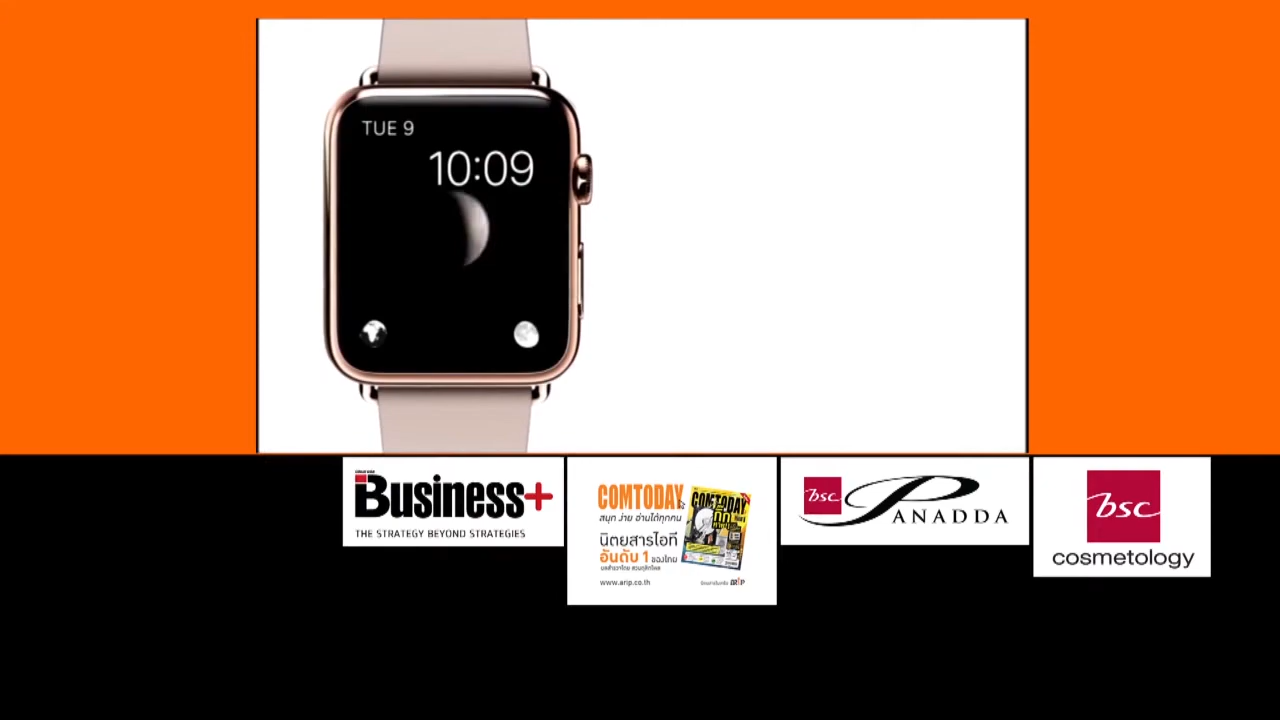 TUE 9
10:09
Business+
THE STRATEGY BEYOND STRATEGIES
COMTODAY
สนุก ง่าย อ่านได้ทุกคน
นิตยสารไอที
อันดับ 1 ของไทย
www.arip.co.th
ARiP
COMTODAY
bsc
PANADDA
bsc
cosmetology